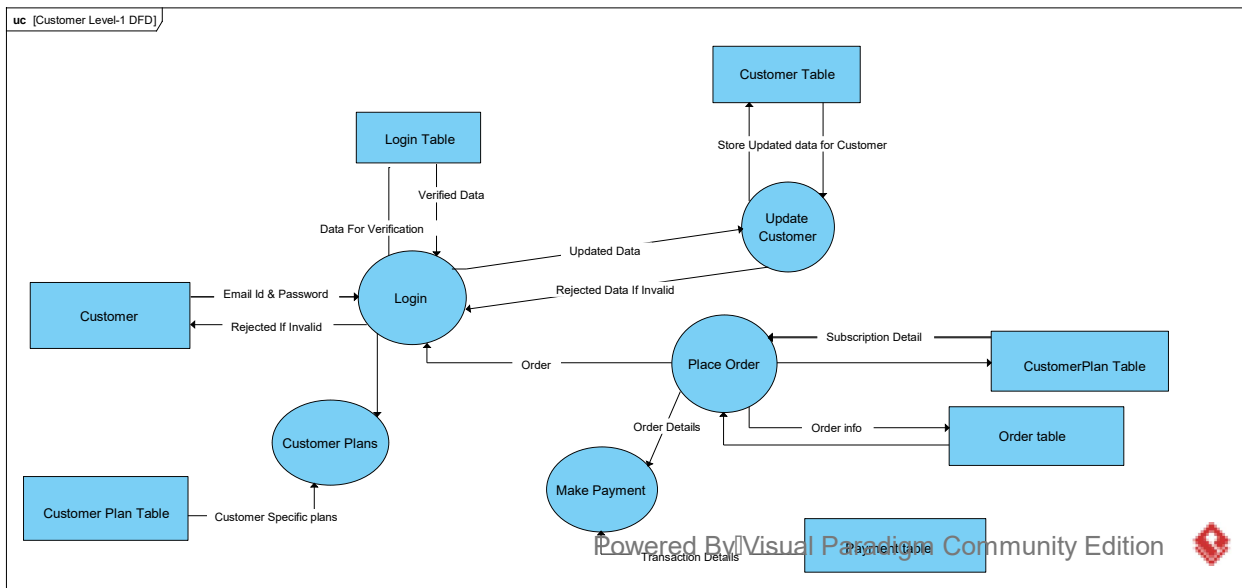 uc [Customer Level-1 DFD]
Customer Table
Login Table
Store Updated data for Customer
Verified Data
Update
Customer
Data For Verification
Updated Data
Email Id & Password
Rejected Data If Invalid
Login
Customer
Rejected If Invalid
Subscription Detail
Order
Place Order
CustomerPlan Table
Order Details
Order info
Order table
Customer Plans
Make Payment
Customer Plan Table
Customer Specific plans
Payment table
Transaction Details
Powered By Visual Paradigm Community Edition